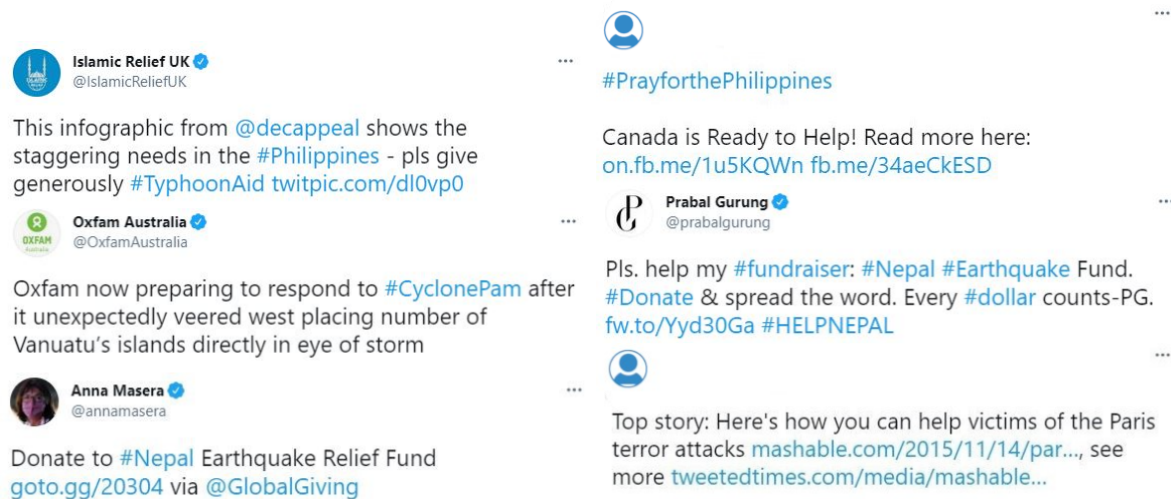 Islamic Relief UK
@IslamicReliefUK
This infographic from @decappeal shows the
staggering needs in the #Philippines - pls give
generously #TyphoonAid twitpic.com/dl0vp0
OXFAM
Australia
Oxfam Australia
@OxfamAustralia
Oxfam now preparing to respond to #CyclonePam after
it unexpectedly veered west placing number of
Vanuatu’s islands directly in eye of storm
Anna Masera
@annamasera
Donate to #Nepal Earthquake Relief Fund
goto.gg/20304 via @GlobalGiving
#PrayforthePhilippines
Canada is Ready to Help! Read more here:
on.fb.me/1u5KQWn fb.me/34aeCkESD
Prabal Gurung
@prabalgurung
Pls. help my #fundraiser: #Nepal #Earthquake Fund.
#Donate & spread the word. Every #dollar counts-PG.
fw.to/Yyd30Ga #HELPNEPAL
Top story: Here's how you can help victims of the Paris
terror attacks mashable.com/2015/11/14/par..., see
more tweetedtimes.com/media/mashable...